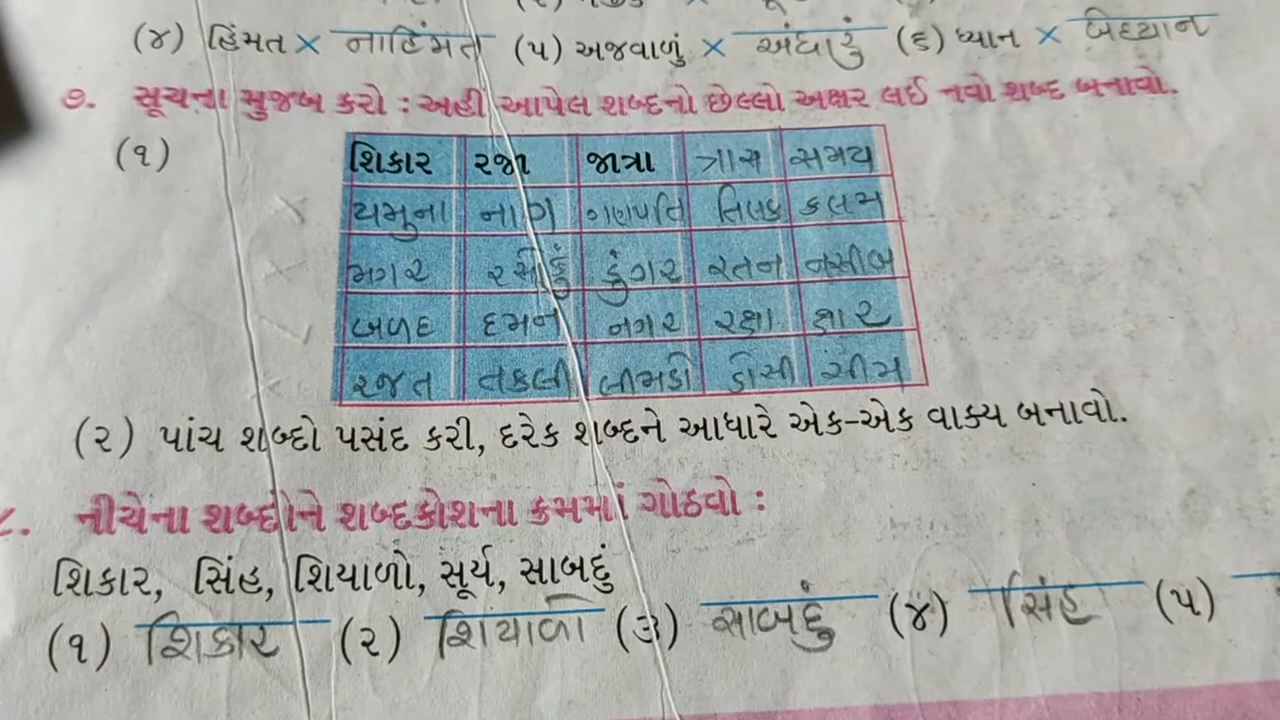 (૪) હિંમત × નાહિંમત (૫) અજવાળું × અંધારું (૬) ધ્યાન × બેધ્યાન
૭. સૂચના મુજબ કરો : અહીં આપેલ શબ્દનો છેલ્લો અક્ષર લઈ નવો શબ્દ બનાવો.
(૧) શિકાર રજા જાત્રા ત્રાસ સમય
યમુના નાગ ગણપતિ તિલક કલમ
મગર રસોડું ડુંગર રતન નસીબ
બળદ દમન નગર રક્ષા ક્ષાર
રજત તકલી લીમડો ડોસી સીમ
(૨) પાંચ શબ્દો પસંદ કરી, દરેક શબ્દને આધારે એક-એક વાક્ય બનાવો.
૮. નીચેના શબ્દોને શબ્દકોશના ક્રમમાં ગોઠવો :
શિકાર, સિંહ, શિયાળો, સૂર્ય, સાબદું
(૧) શિકાર (૨) શિયાળો (૩) સાબદું (૪) સિંહ (૫)